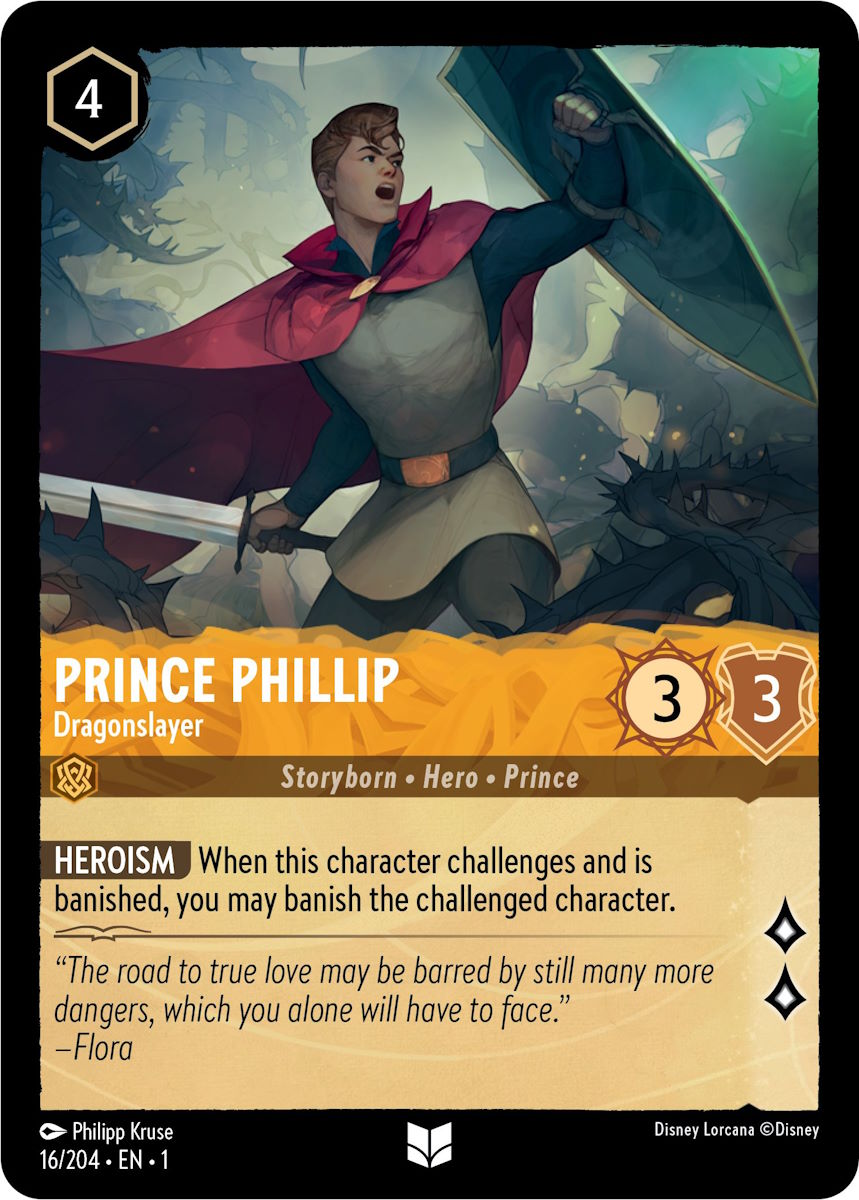 4
PRINCE PHILLIP
Dragonslayer
3
3
Storyborn • Hero • Prince
HEROISM When this character challenges and is
banished, you may banish the challenged character.
“The road to true love may be barred by still many more
dangers, which you alone will have to face.”
–Flora
Philipp Kruse
Disney Lorcana ©Disney
16/204 • EN • 1